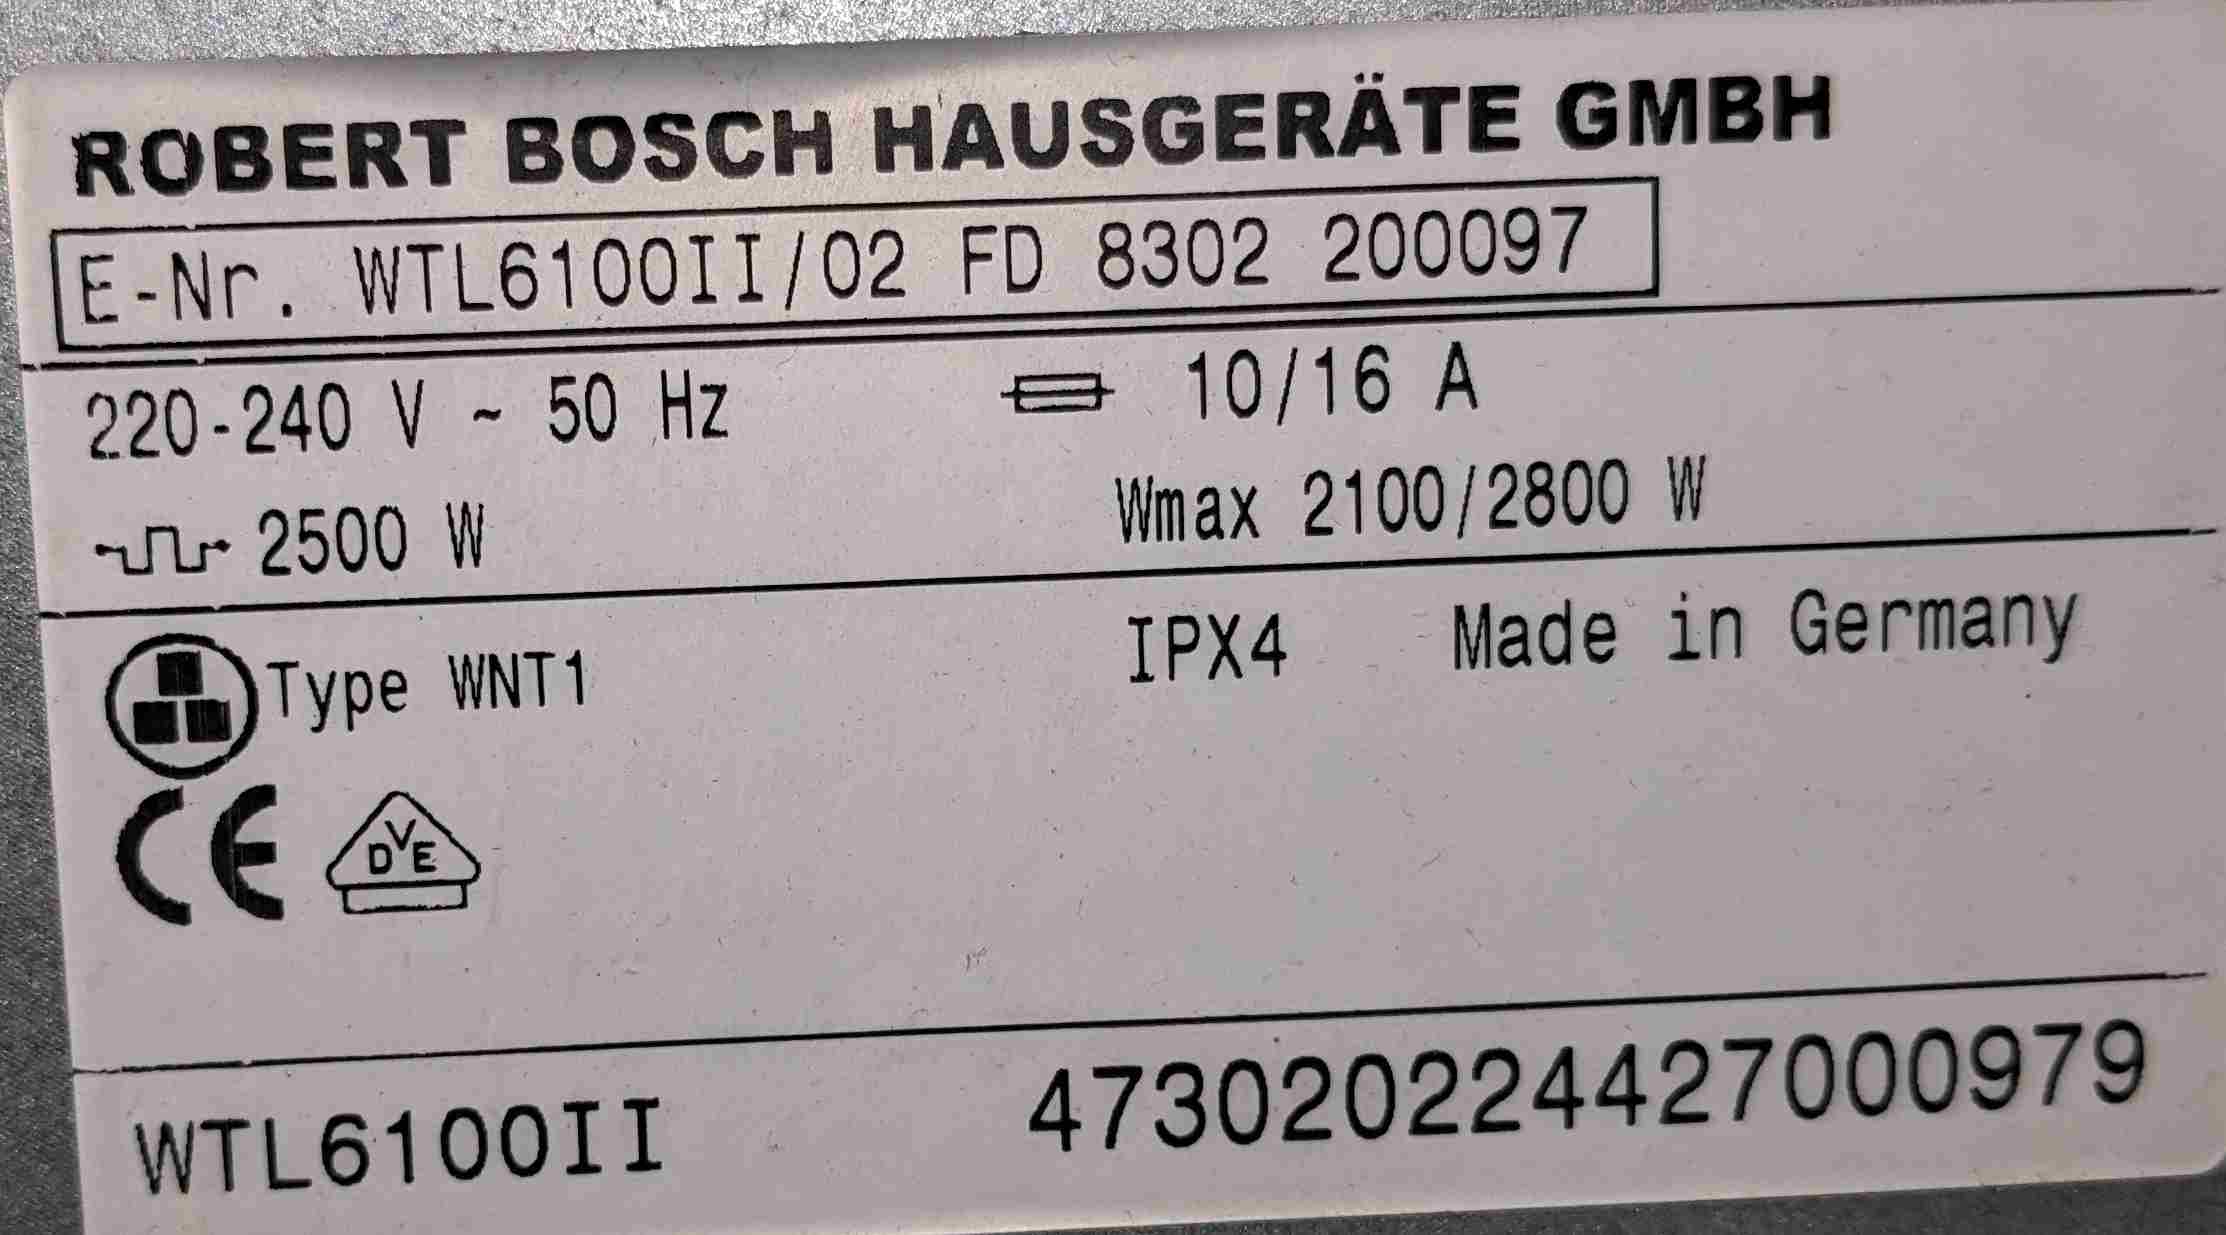 ROBERT BOSCH HAUSGERÄTE GMBH
E-Nr. WTL6100II/02 FD 8302 200097
220-240 V ~ 50 Hz 10/16 A
2500 W Wmax 2100/2800 W
Type WNT1 IPX4 Made in Germany
CE DVE
WTL6100II 473020224427000979